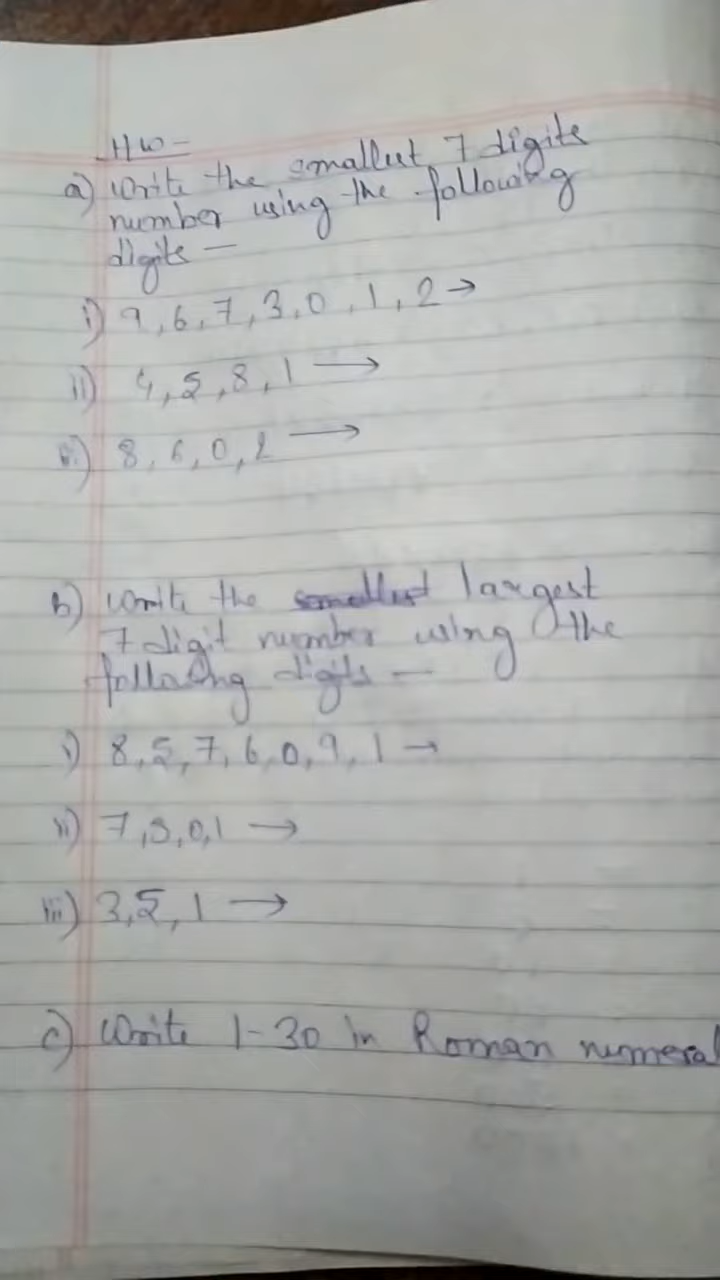 HW -
a) Write the smallest 7 digits
number using the following
digits —
i) 9, 6, 7, 3, 0, 1, 2 →
ii) 4, 5, 8, 1 →
iii) 8, 6, 0, 2 →
b) Write the smallest largest
7 digit number using the
following digits —
i) 8, 5, 7, 6, 0, 9, 1 →
ii) 7, 0, 1 →
iii) 3, 5, 1 →
c) Write 1-30 in Roman numeral